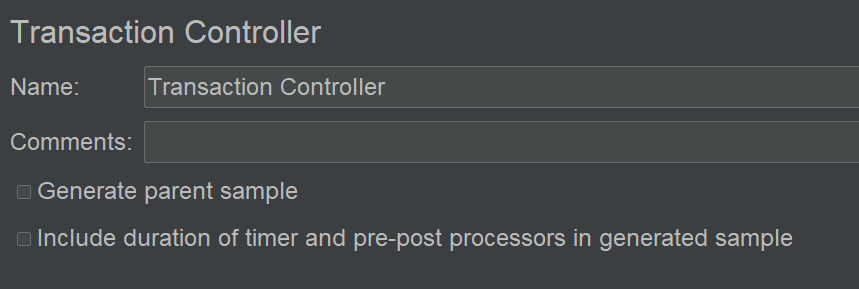 Transaction Controller
Name: Transaction Controller
Comments:
Generate parent sample
Include duration of timer and pre-post processors in generated sample